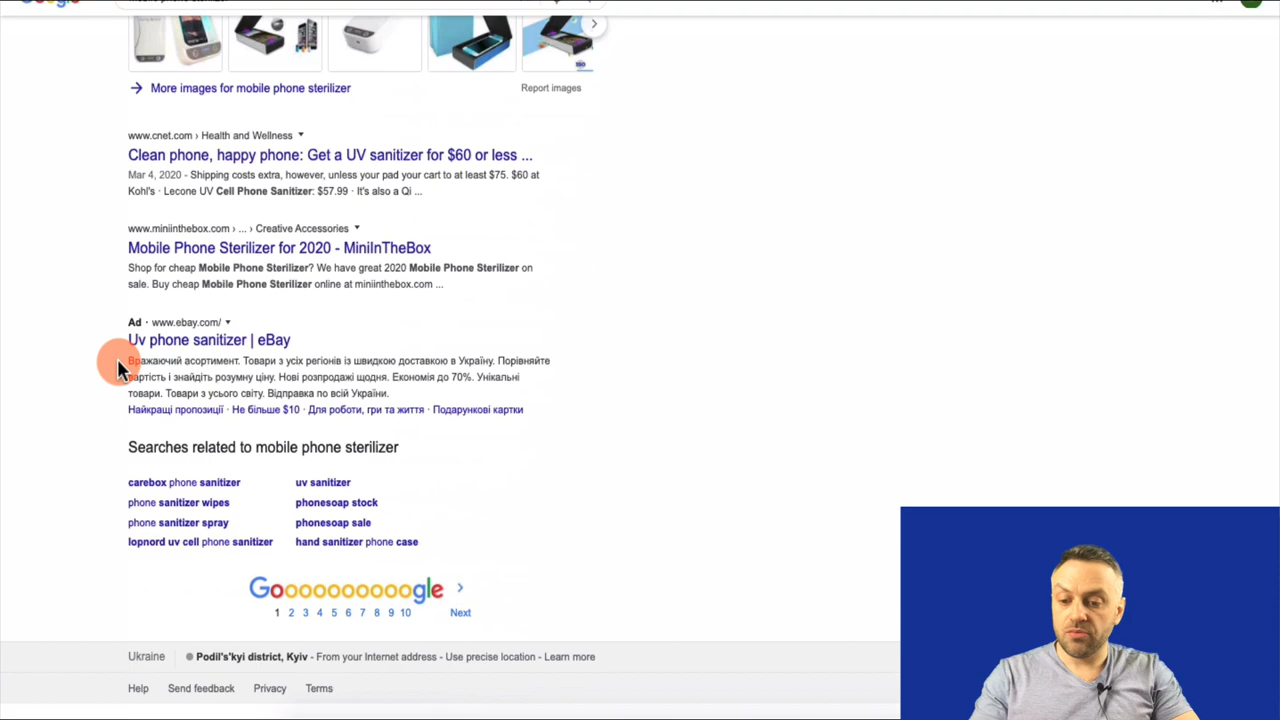 More images for mobile phone sterilizer
Report images
www.cnet.com › Health and Wellness
Clean phone, happy phone: Get a UV sanitizer for $60 or less ...
Mar 4, 2020 - Shipping costs extra, however, unless your pad your cart to at least $75. $60 at
Kohl's · Lecone UV Cell Phone Sanitizer: $57.99 · It's also a Qi ...
www.miniinthebox.com › ... › Creative Accessories
Mobile Phone Sterilizer for 2020 - MiniInTheBox
Shop for cheap Mobile Phone Sterilizer? We have great 2020 Mobile Phone Sterilizer on
sale. Buy cheap Mobile Phone Sterilizer online at miniinthebox.com ...
Ad · www.ebay.com/
Uv phone sanitizer | eBay
Вражаючий асортимент. Товари з усіх регіонів із швидкою доставкою в Україну. Порівняйте
вартість і знайдіть розумну ціну. Нові розпродажі щодня. Економія до 70%. Унікальні
товари. Товари з усього світу. Відправка по всій України.
Найкращі пропозиції · Не більше $10 · Для роботи, гри та життя · Подарункові картки
Searches related to mobile phone sterilizer
carebox phone sanitizer
uv sanitizer
phone sanitizer wipes
phonesoap stock
phone sanitizer spray
phonesoap sale
lopnord uv cell phone sanitizer
hand sanitizer phone case
Goooooooooogle
1 2 3 4 5 6 7 8 9 10 Next
Ukraine
Podil's'kyi district, Kyiv - From your Internet address - Use precise location - Learn more
Help Send feedback Privacy Terms